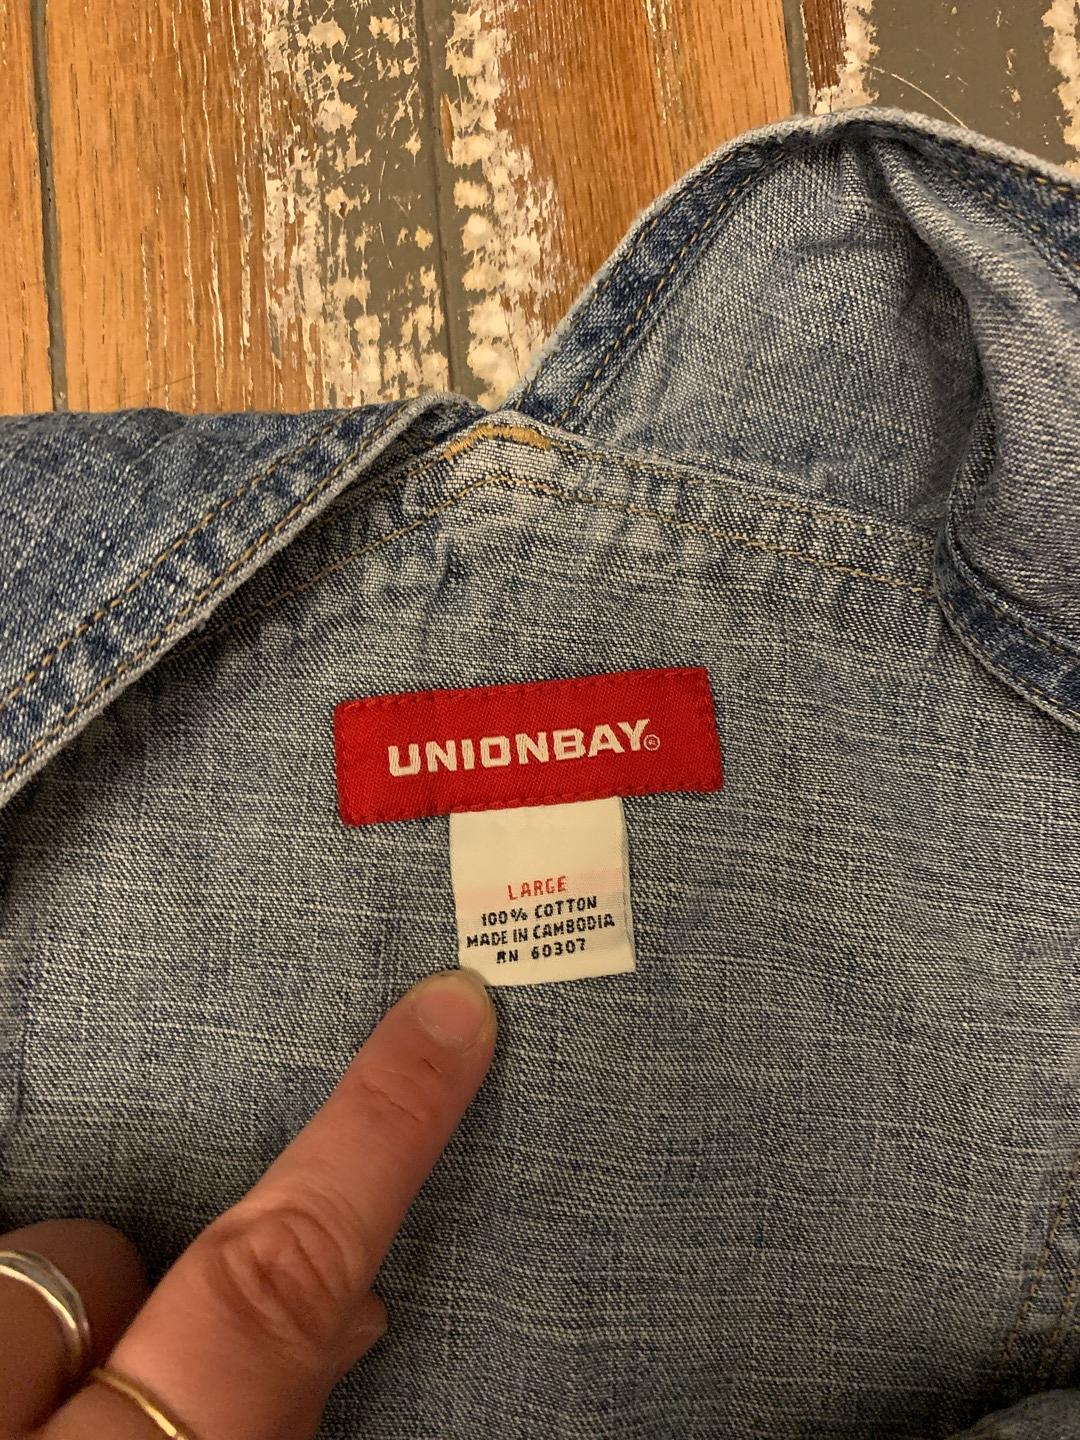 UNIONBAY®
LARGE
100% COTTON
MADE IN CAMBODIA
RN 60307